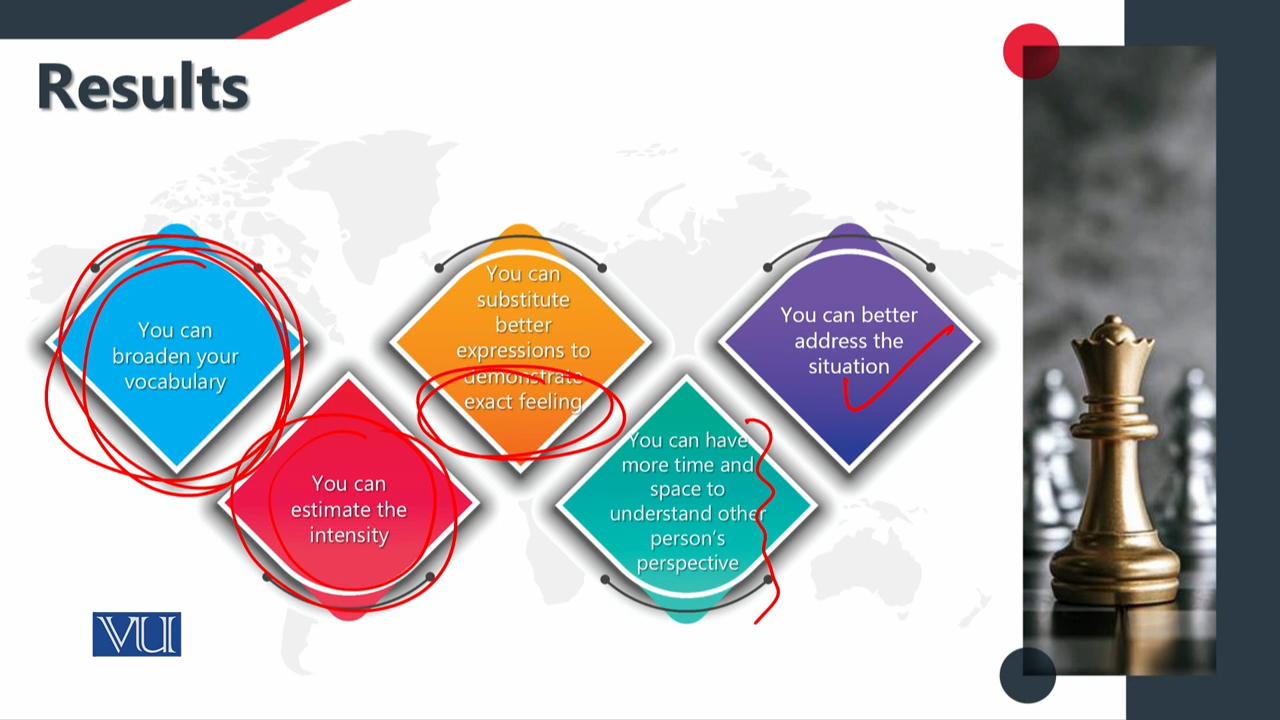 Results
You can
broaden your
vocabulary
You can
estimate the
intensity
You can
substitute
better
expressions to
demonstrate
exact feeling
You can have
more time and
space to
understand other
person's
perspective
You can better
address the
situation
VU